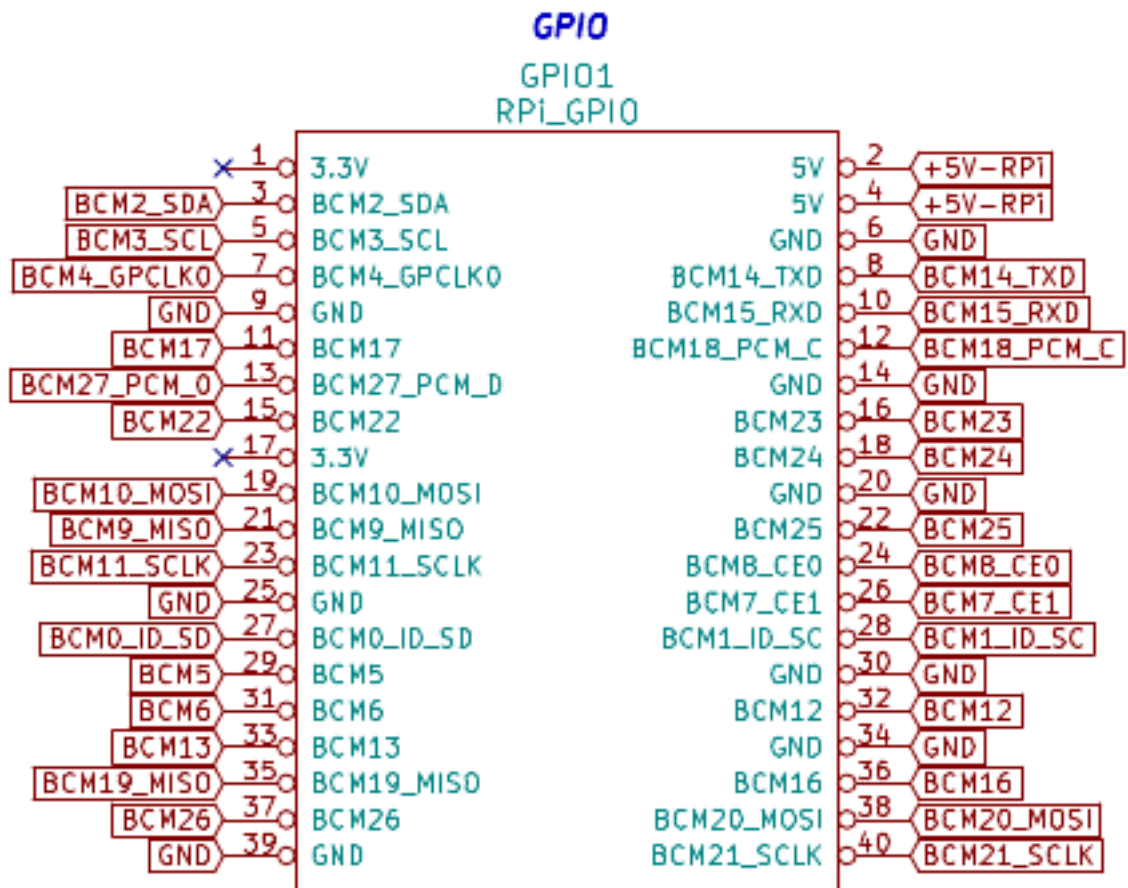 GPIO
GPIO1
RPi_GPIO
1 3.3V 5V 2 +5V-RPi
BCM2_SDA 3 BCM2_SDA 5V 4 +5V-RPi
BCM3_SCL 5 BCM3_SCL GND 6 GND
BCM4_GPCLK0 7 BCM4_GPCLK0 BCM14_TXD 8 BCM14_TXD
GND 9 GND BCM15_RXD 10 BCM15_RXD
BCM17 11 BCM17 BCM18_PCM_C 12 BCM18_PCM_C
BCM27_PCM_O 13 BCM27_PCM_D GND 14 GND
BCM22 15 BCM22 BCM23 16 BCM23
17 3.3V BCM24 18 BCM24
BCM10_MOSI 19 BCM10_MOSI GND 20 GND
BCM9_MISO 21 BCM9_MISO BCM25 22 BCM25
BCM11_SCLK 23 BCM11_SCLK BCM8_CE0 24 BCM8_CE0
GND 25 GND BCM7_CE1 26 BCM7_CE1
BCM0_ID_SD 27 BCM0_ID_SD BCM1_ID_SC 28 BCM1_ID_SC
BCM5 29 BCM5 GND 30 GND
BCM6 31 BCM6 BCM12 32 BCM12
BCM13 33 BCM13 GND 34 GND
BCM19_MISO 35 BCM19_MISO BCM16 36 BCM16
BCM26 37 BCM26 BCM20_MOSI 38 BCM20_MOSI
GND 39 GND BCM21_SCLK 40 BCM21_SCLK